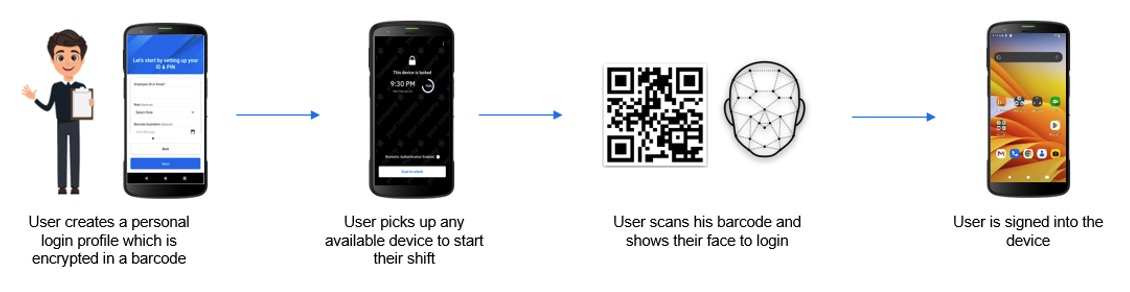 Let's start by setting up your
ID & PIN
Employee ID or Email *
Role (Optional)
Select Role
Barcode Expiration (Optional)
Back
Next
This device is locked
9:30 PM
Biometric Authentication Enabled
Scan to unlock
User creates a personal
login profile which is
encrypted in a barcode
User picks up any
available device to start
their shift
User scans his barcode and
shows their face to login
User is signed into the
device